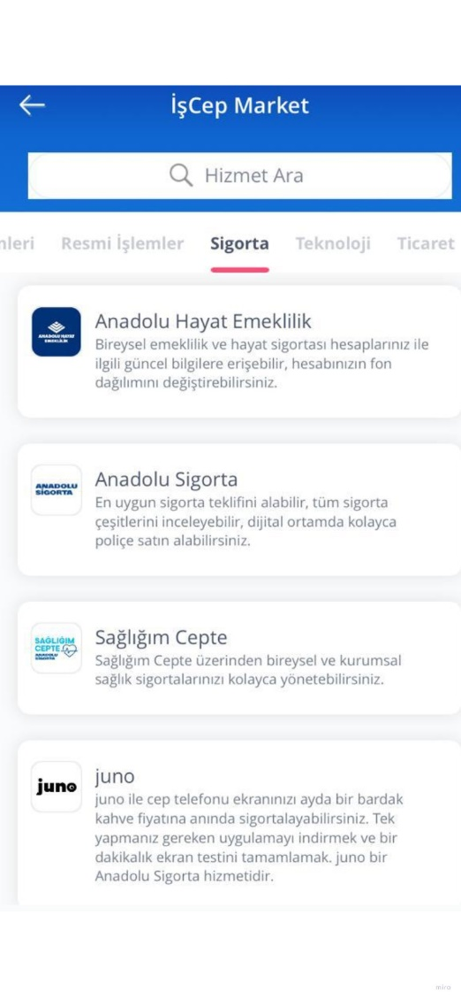 İşCep Market
Hizmet Ara
nleri Resmi İşlemler Sigorta Teknoloji Ticaret
ANADOLU HAYAT
EMEKLİLİK
Anadolu Hayat Emeklilik
Bireysel emeklilik ve hayat sigortası hesaplarınız ile
ilgili güncel bilgilere erişebilir, hesabınızın fon
dağılımını değiştirebilirsiniz.
ANADOLU
SİGORTA
Anadolu Sigorta
En uygun sigorta teklifini alabilir, tüm sigorta
çeşitlerini inceleyebilir, dijital ortamda kolayca
poliçe satın alabilirsiniz.
SAĞLIĞIM
CEPTE
ANADOLU
SİGORTA
Sağlığım Cepte
Sağlığım Cepte üzerinden bireysel ve kurumsal
sağlık sigortalarınızı kolayca yönetebilirsiniz.
juno
juno
juno ile cep telefonu ekranınızı ayda bir bardak
kahve fiyatına anında sigortalayabilirsiniz. Tek
yapmanız gereken uygulamayı indirmek ve bir
dakikalık ekran testini tamamlamak. juno bir
Anadolu Sigorta hizmetidir.
miro